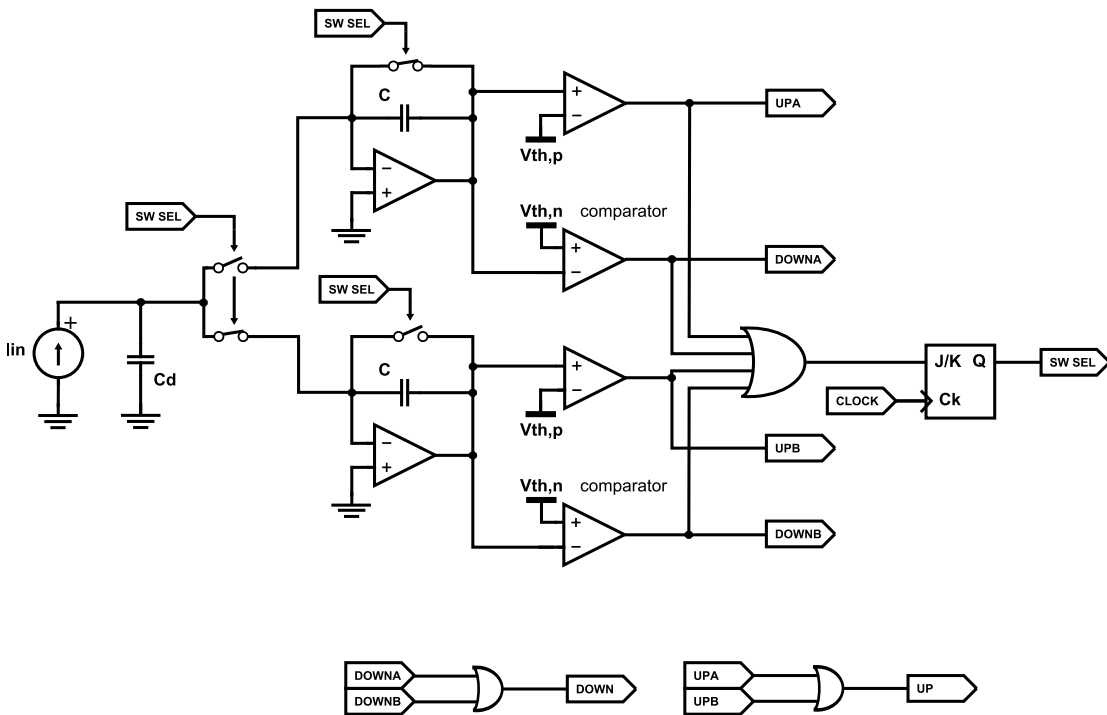 SW SEL
C
UPA
Vth,p
SW SEL
Vth,n comparator
DOWNA
SW SEL
Iin
Cd
C
J/K Q
SW SEL
CLOCK
Ck
Vth,p
UPB
Vth,n comparator
DOWNB
DOWNA
DOWNB
DOWN
UPA
UPB
UP